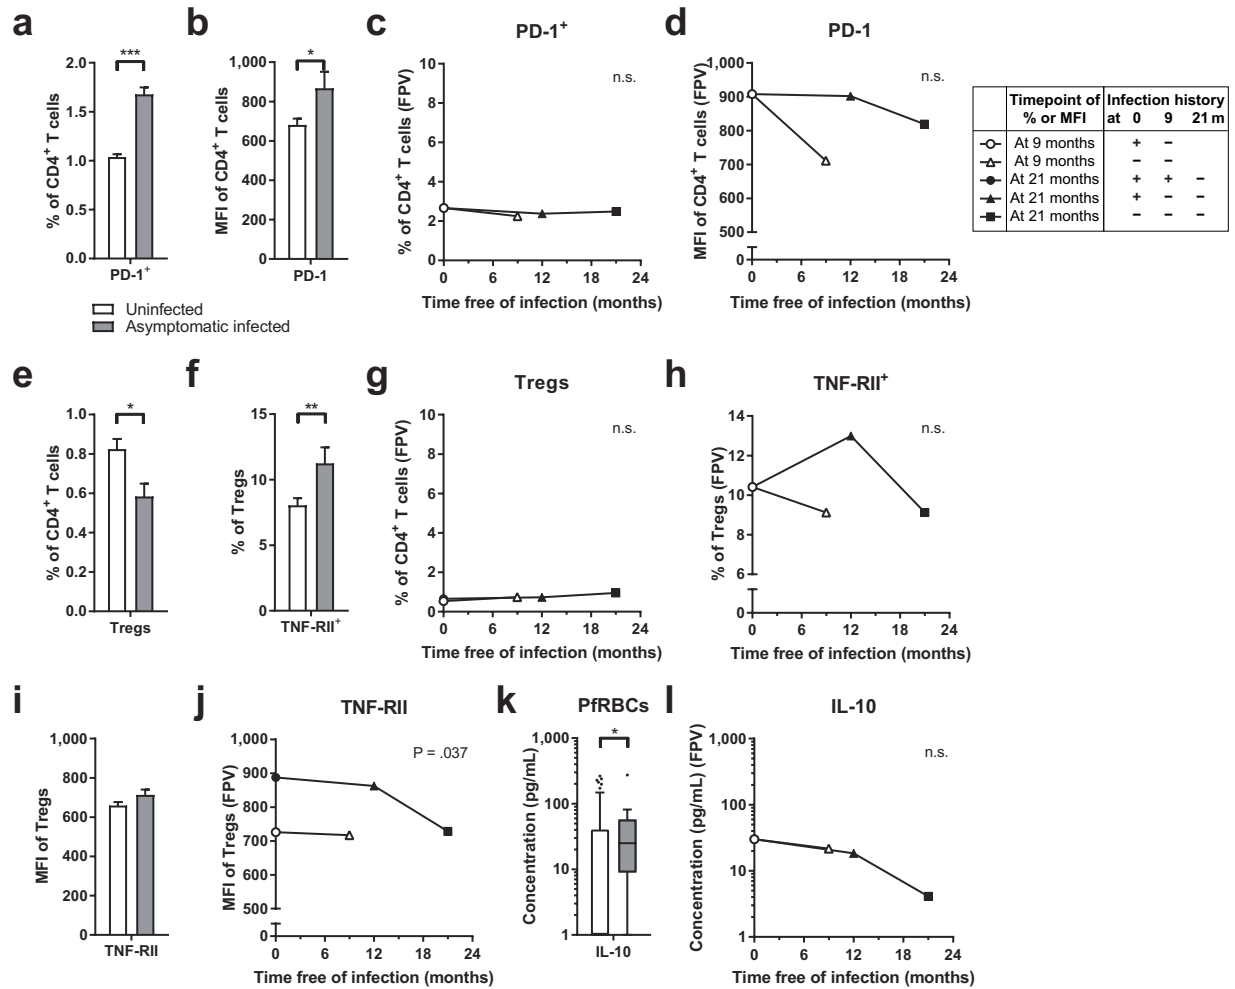 a
***
2.0
1.5
1.0
0.5
0.0
% of CD4+ T cells
PD-1+
b
*
1,000
800
600
400
200
0
MFI of CD4+ T cells
PD-1
Uninfected
Asymptomatic infected
c
PD-1+
n.s.
10
8
6
4
2
0
% of CD4+ T cells (FPV)
0 6 12 18 24
Time free of infection (months)
d
PD-1
n.s.
1,000
900
800
700
600
500
0
MFI of CD4+ T cells (FPV)
0 6 12 18 24
Time free of infection (months)
Timepoint of Infection history
% or MFI at 0 9 21 m
At 9 months + −
At 9 months − −
At 21 months + + −
At 21 months + − −
At 21 months − − −
e
*
1.0
0.8
0.6
0.4
0.2
0.0
% of CD4+ T cells
Tregs
f
**
15
10
5
0
% of Tregs
TNF-RII+
g
Tregs
n.s.
10
8
6
4
2
0
% of CD4+ T cells (FPV)
0 6 12 18 24
Time free of infection (months)
h
TNF-RII+
n.s.
14
12
10
8
6
0
% of Tregs (FPV)
0 6 12 18 24
Time free of infection (months)
i
1,000
800
600
400
200
0
MFI of Tregs
TNF-RII
j
TNF-RII
P = .037
1,000
900
800
700
600
500
0
MFI of Tregs (FPV)
0 6 12 18 24
Time free of infection (months)
k
PfRBCs
*
1,000
100
10
1
Concentration (pg/mL)
IL-10
l
IL-10
n.s.
1,000
100
10
1
Concentration (pg/mL) (FPV)
0 6 12 18 24
Time free of infection (months)